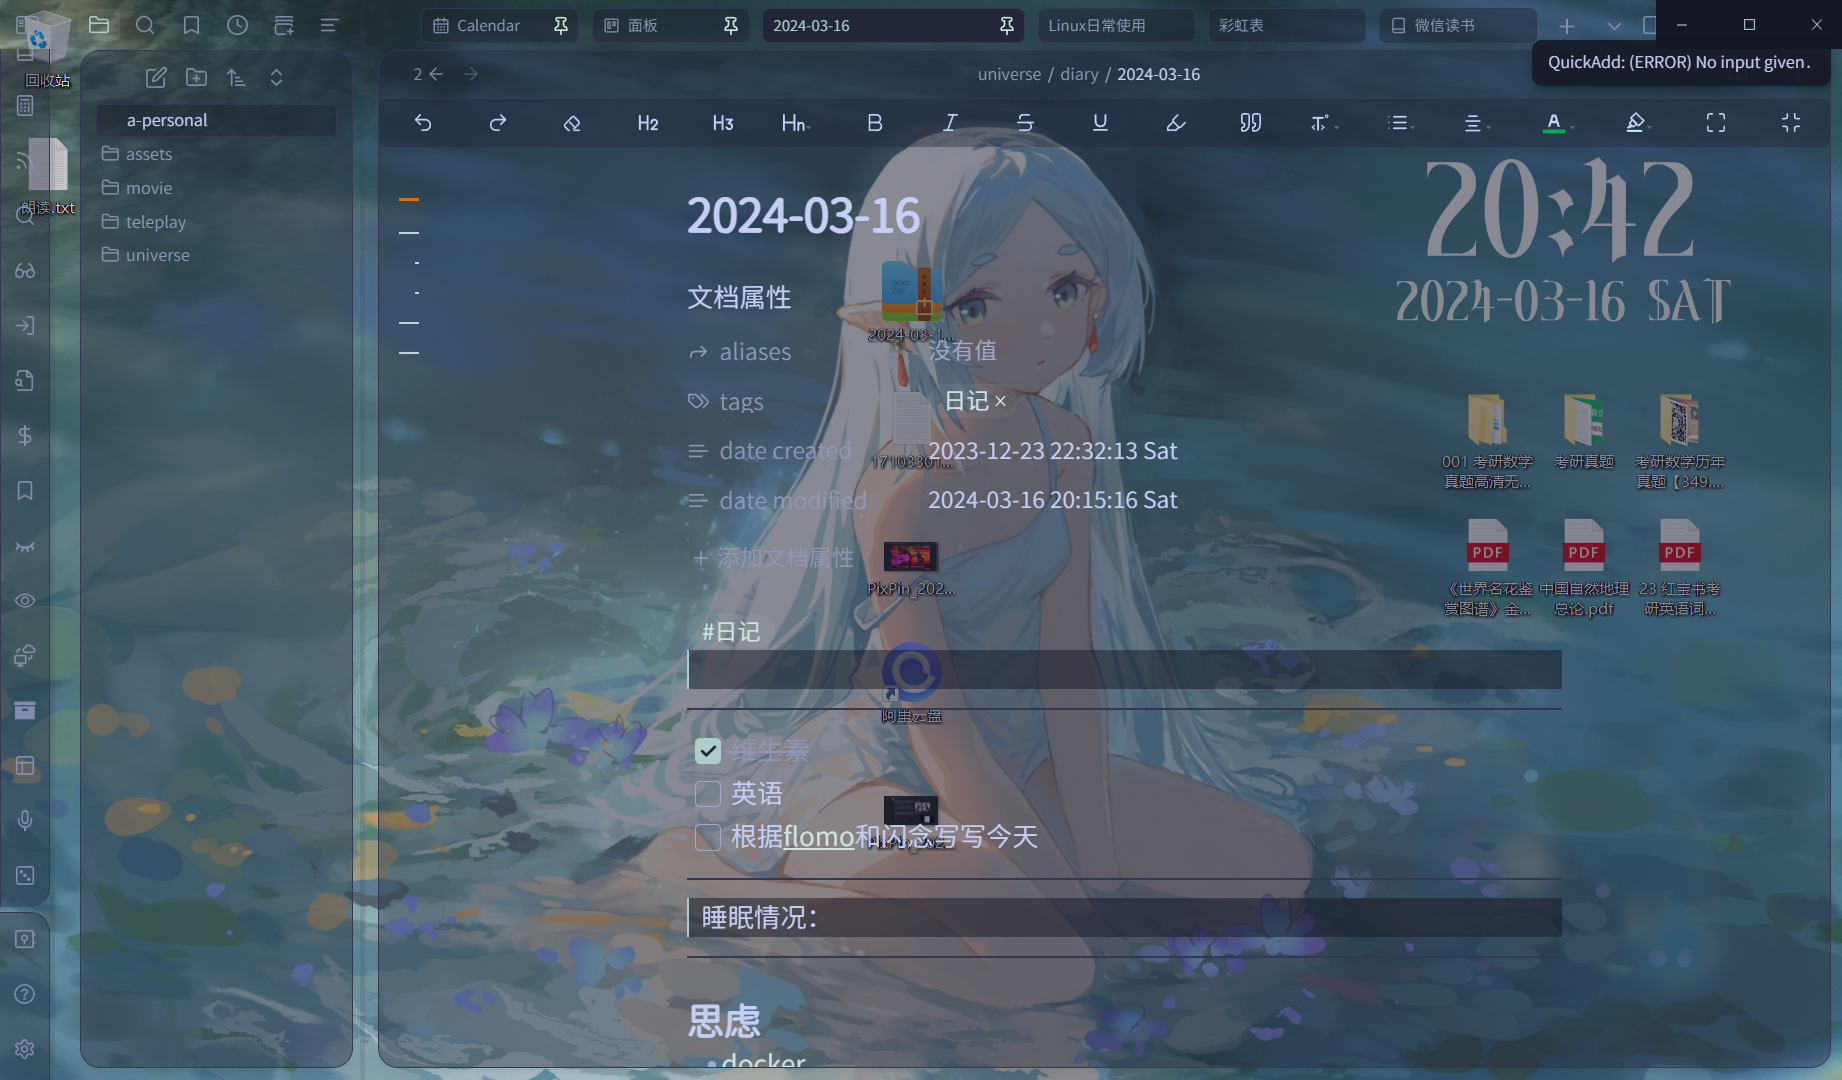 Calendar
面板
2024-03-16
Linux日常使用
彩虹表
微信读书
QuickAdd: (ERROR) No input given.
回收站
朗读.txt
2
universe / diary / 2024-03-16
a-personal
assets
movie
teleplay
universe
H2 H3 Hn B I S U A
20:42
2024-03-16 SAT
2024-03-16
文档属性
2024-03-1...
aliases 没有值
tags 日记 ×
date created 2023-12-23 22:32:13 Sat
17103301...
date modified 2024-03-16 20:15:16 Sat
+ 添加文档属性
PixPin_202...
001 考研数学
真题高清无...
考研真题
考研数学历年
真题【349....
PDF
《世界名花鉴
赏图谱》金...
PDF
中国自然地理
总论.pdf
PDF
23 红宝书考
研英语词...
#日记
阿里云盘
维生素
英语
根据flomo和闪念写写今天
睡眠情况：
思虑
docker